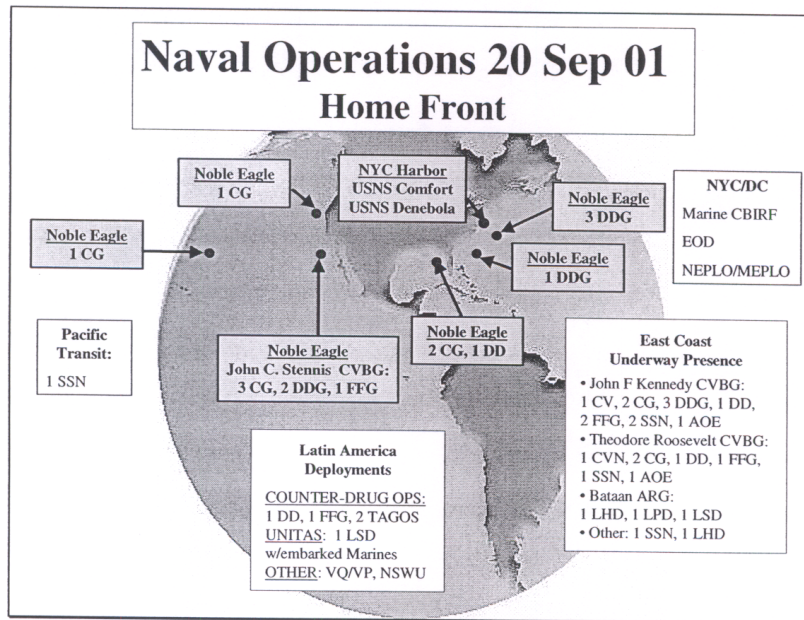 Naval Operations 20 Sep 01
Home Front
Noble Eagle
1 CG
NYC Harbor
USNS Comfort
USNS Denebola
Noble Eagle
3 DDG
NYC/DC
Marine CBIRF
EOD
NEPLO/MEPLO
Noble Eagle
1 CG
Noble Eagle
1 DDG
Pacific
Transit:
1 SSN
Noble Eagle
John C. Stennis CVBG:
3 CG, 2 DDG, 1 FFG
Noble Eagle
2 CG, 1 DD
East Coast
Underway Presence
• John F Kennedy CVBG:
1 CV, 2 CG, 3 DDG, 1 DD,
2 FFG, 2 SSN, 1 AOE
• Theodore Roosevelt CVBG:
1 CVN, 2 CG, 1 DD, 1 FFG,
1 SSN, 1 AOE
• Bataan ARG:
1 LHD, 1 LPD, 1 LSD
• Other: 1 SSN, 1 LHD
Latin America
Deployments
COUNTER-DRUG OPS:
1 DD, 1 FFG, 2 TAGOS
UNITAS: 1 LSD
w/embarked Marines
OTHER: VQ/VP, NSWU